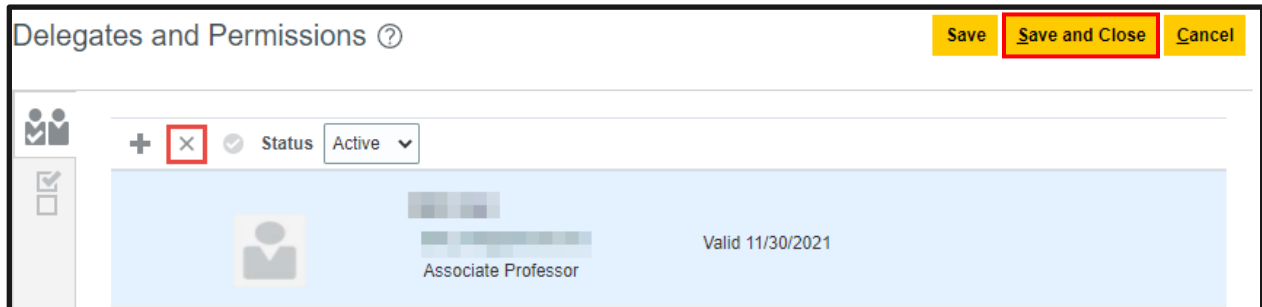 Delegates and Permissions ?
Save Save and Close Cancel
Status Active
Valid 11/30/2021
Associate Professor